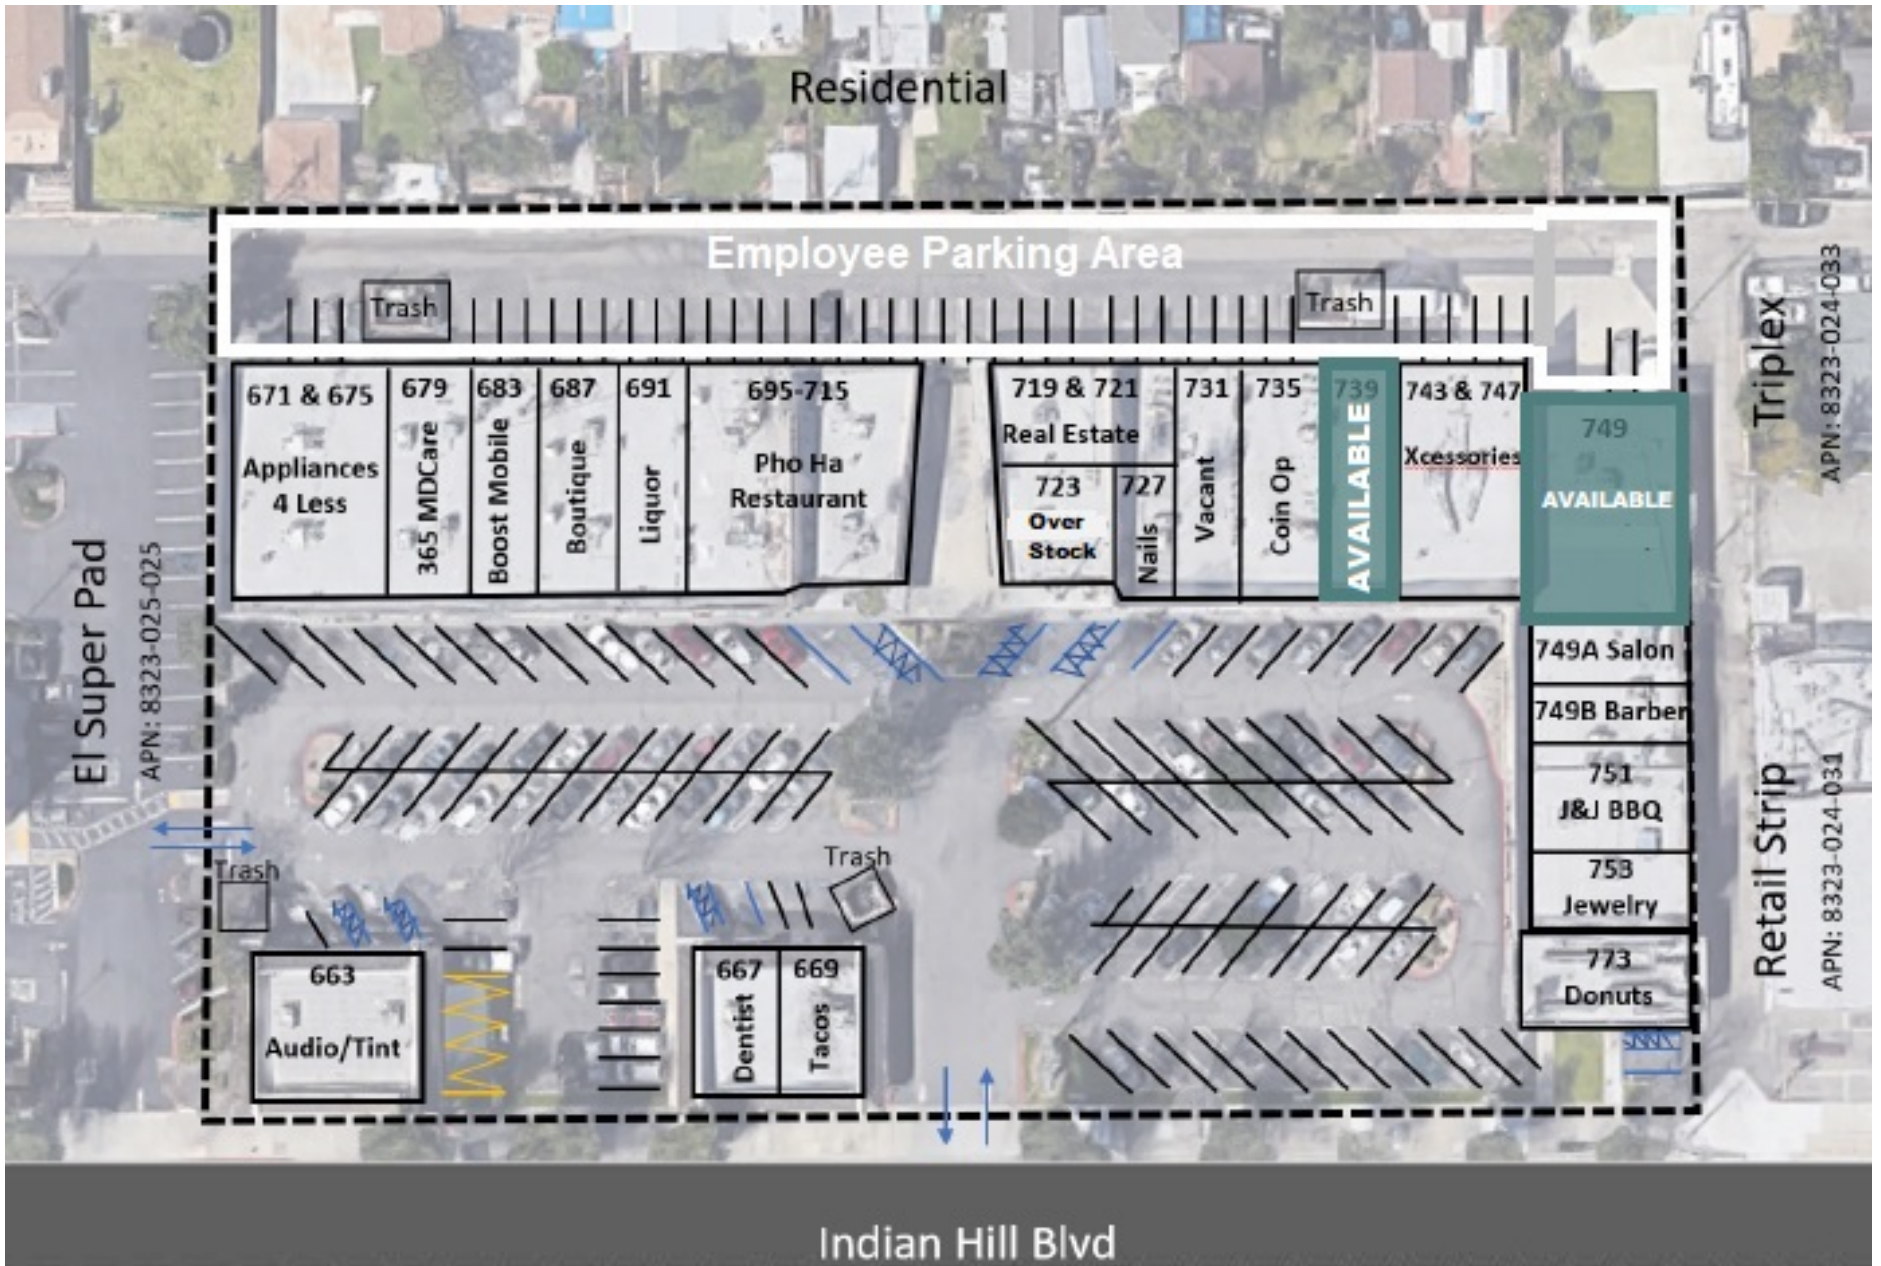 Residential
Employee Parking Area
Trash
Trash
671 & 675
Appliances
4 Less
679
365 MDCare
683
Boost Mobile
687
Boutique
691
Liquor
695-715
Pho Ha
Restaurant
719 & 721
Real Estate
723
Over
Stock
727
Nails
731
Vacant
735
Coin Op
739
AVAILABLE
743 & 747
Xcessories
749
AVAILABLE
749A Salon
749B Barber
751
J&J BBQ
753
Jewelry
773
Donuts
El Super Pad
APN: 8323-025-025
Triplex
APN: 8323-024-033
Retail Strip
APN: 8323-024-031
Trash
Trash
663
Audio/Tint
667
Dentist
669
Tacos
Indian Hill Blvd